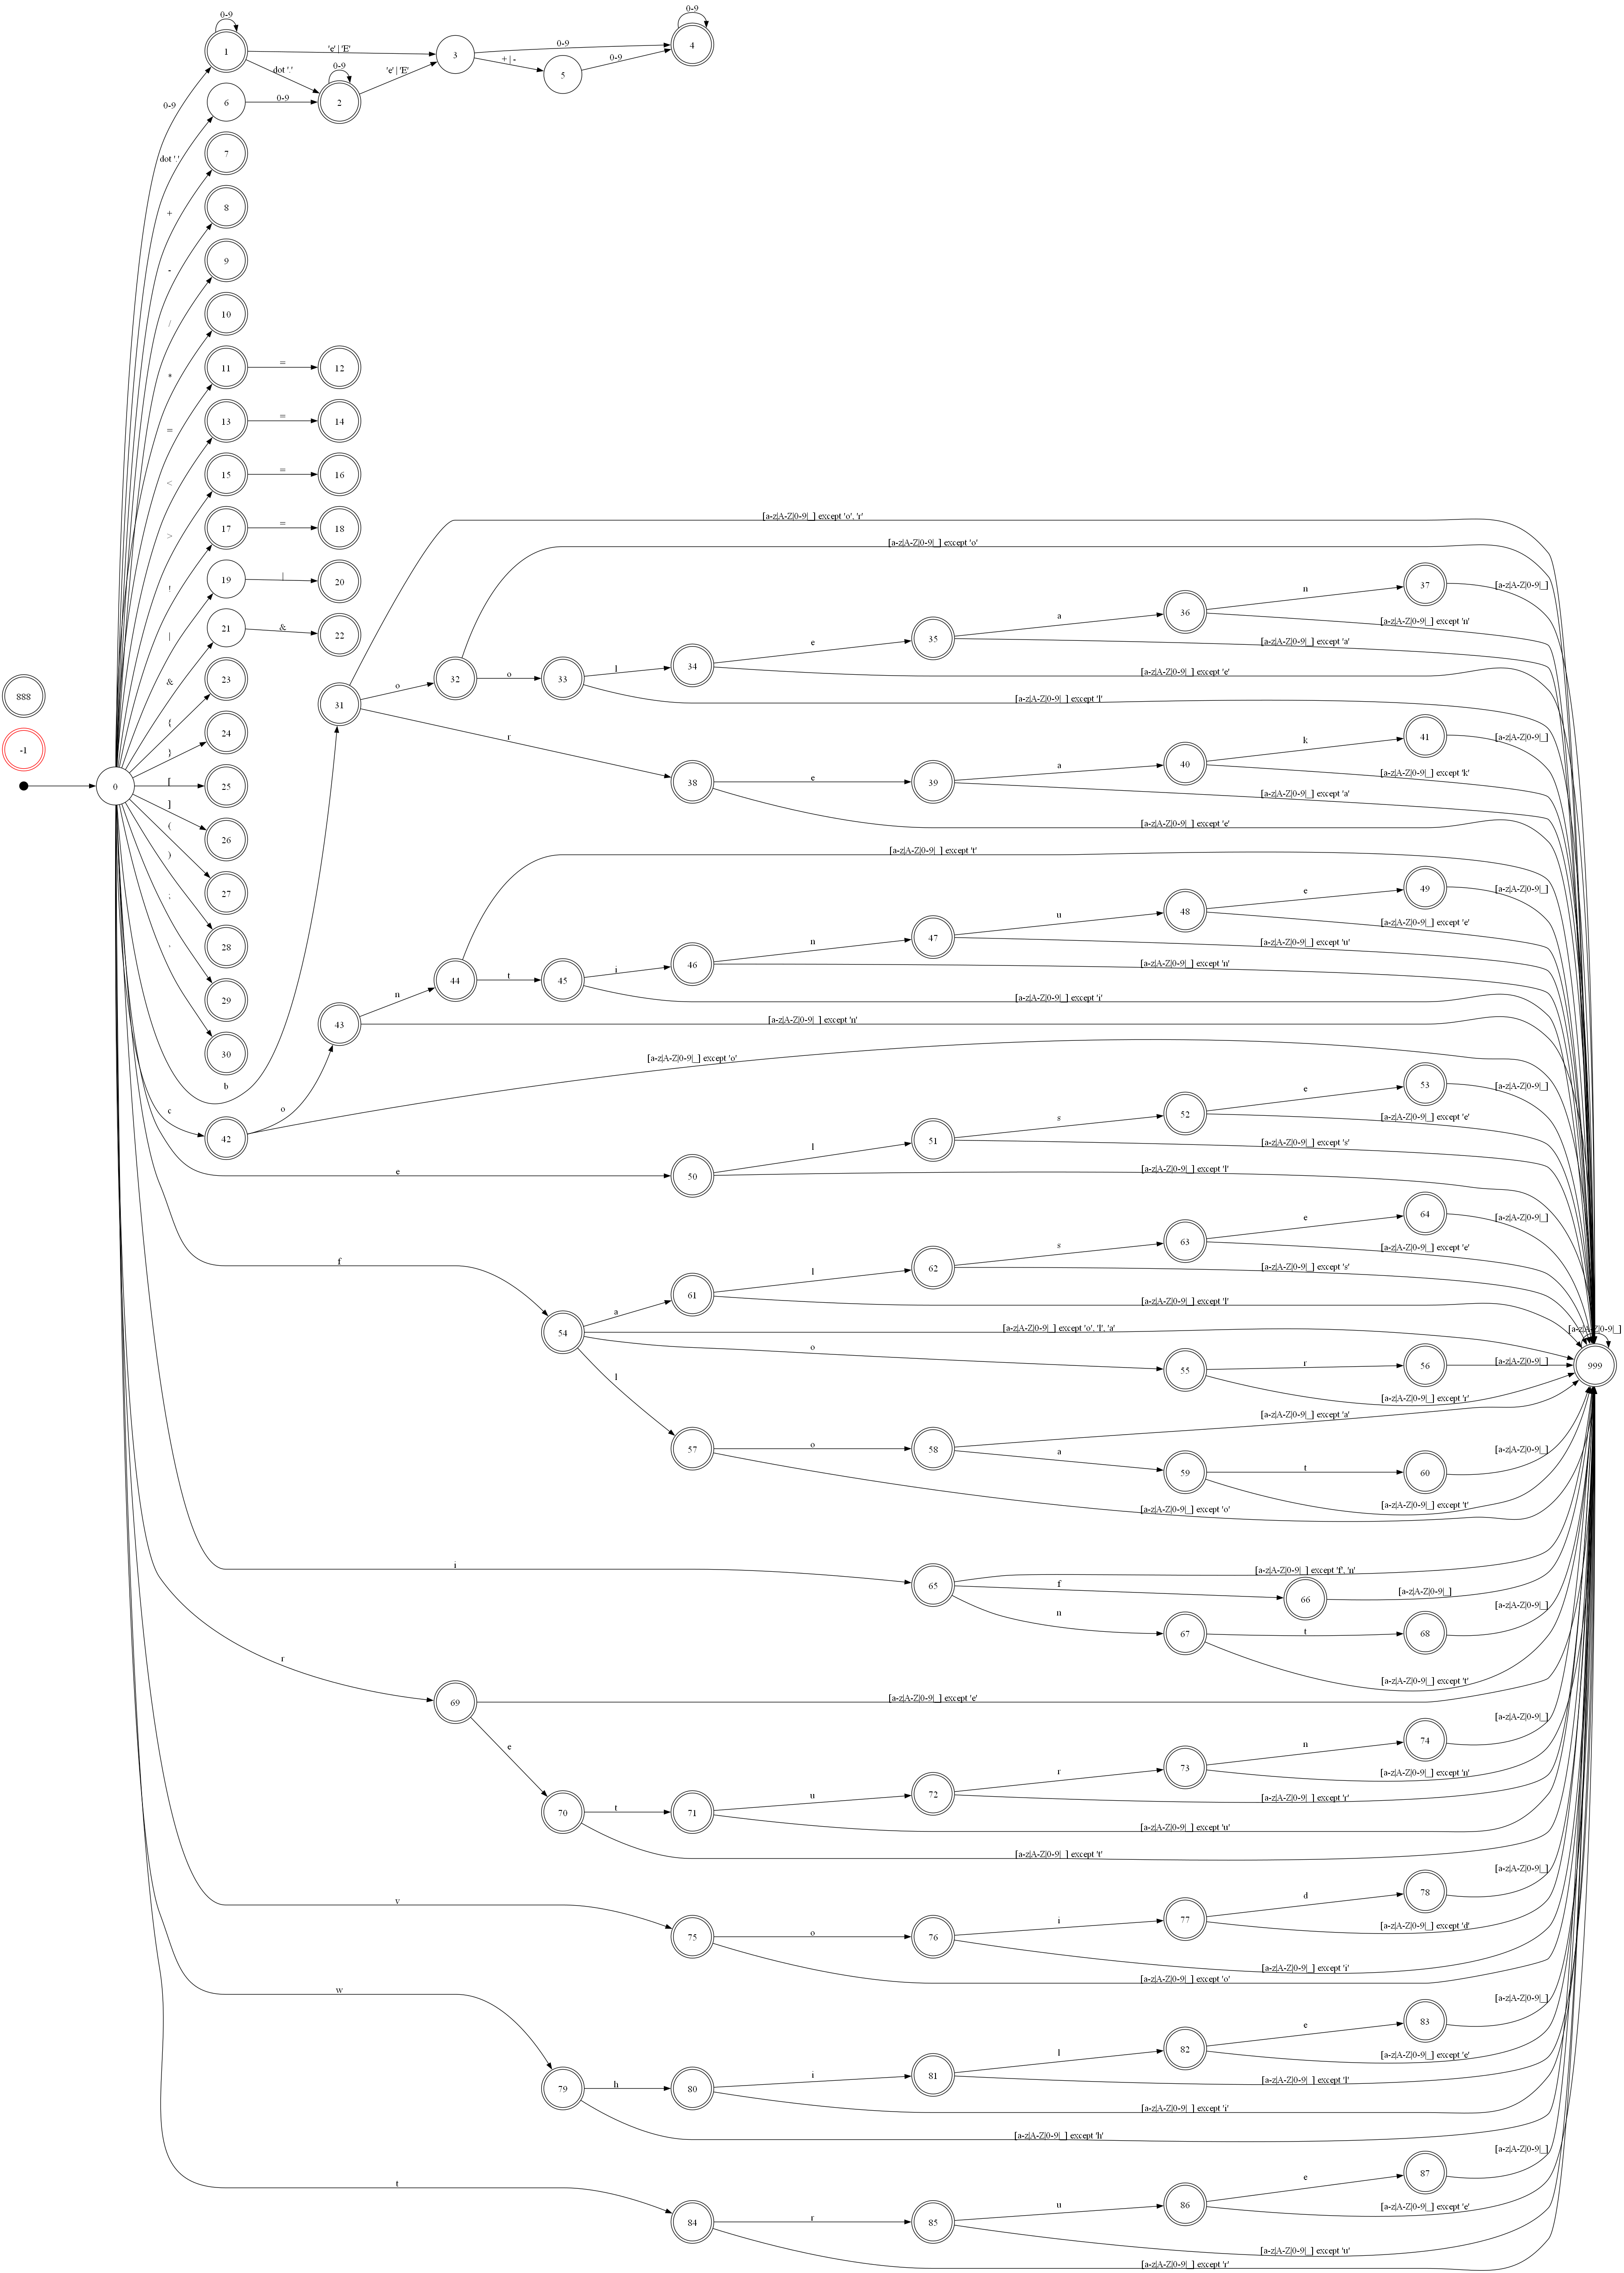 0-9
0-9
1
'e' | 'E'
3
0-9
4
dot '.'
0-9
'e' | 'E'
+ | -
5
0-9
0-9
6
0-9
2
dot '.'
7
+
8
-
9
/
10
*
11
=
12
=
13
=
14
<
15
=
16
>
17
=
18
!
19
|
20
|
21
&
22
&
23
{
24
}
25
[
26
]
27
(
28
)
29
;
30
888
-1
0
b
31
[a-z|A-Z|0-9|_] except 'o', 'r'
o
32
[a-z|A-Z|0-9|_] except 'o'
o
33
l
34
e
35
a
36
n
37
[a-z|A-Z|0-9|_]
[a-z|A-Z|0-9|_] except 'n'
[a-z|A-Z|0-9|_] except 'a'
[a-z|A-Z|0-9|_] except 'e'
[a-z|A-Z|0-9|_] except 'l'
r
38
e
39
a
40
k
41
[a-z|A-Z|0-9|_]
[a-z|A-Z|0-9|_] except 'k'
[a-z|A-Z|0-9|_] except 'a'
[a-z|A-Z|0-9|_] except 'e'
c
42
o
43
n
44
[a-z|A-Z|0-9|_] except 't'
t
45
i
46
n
47
u
48
e
49
[a-z|A-Z|0-9|_]
[a-z|A-Z|0-9|_] except 'e'
[a-z|A-Z|0-9|_] except 'u'
[a-z|A-Z|0-9|_] except 'n'
[a-z|A-Z|0-9|_] except 'i'
[a-z|A-Z|0-9|_] except 'n'
[a-z|A-Z|0-9|_] except 'o'
e
50
l
51
s
52
e
53
[a-z|A-Z|0-9|_]
[a-z|A-Z|0-9|_] except 'e'
[a-z|A-Z|0-9|_] except 's'
[a-z|A-Z|0-9|_] except 'l'
f
54
a
61
l
62
s
63
e
64
[a-z|A-Z|0-9|_]
[a-z|A-Z|0-9|_] except 'e'
[a-z|A-Z|0-9|_] except 's'
[a-z|A-Z|0-9|_] except 'l'
[a-z|A-Z|0-9|_] except 'o', 'l', 'a'
o
55
r
56
[a-z|A-Z|0-9|_]
[a-z|A-Z|0-9|_] except 'r'
[a-z|A-Z|0-9|_]
999
l
57
o
58
[a-z|A-Z|0-9|_] except 'a'
a
59
t
60
[a-z|A-Z|0-9|_]
[a-z|A-Z|0-9|_] except 't'
[a-z|A-Z|0-9|_] except 'o'
i
65
[a-z|A-Z|0-9|_] except 'f', 'n'
f
66
[a-z|A-Z|0-9|_]
n
67
t
68
[a-z|A-Z|0-9|_]
[a-z|A-Z|0-9|_] except 't'
r
69
[a-z|A-Z|0-9|_] except 'e'
e
70
t
71
u
72
r
73
n
74
[a-z|A-Z|0-9|_]
[a-z|A-Z|0-9|_] except 'n'
[a-z|A-Z|0-9|_] except 'r'
[a-z|A-Z|0-9|_] except 'u'
[a-z|A-Z|0-9|_] except 't'
v
75
o
76
i
77
d
78
[a-z|A-Z|0-9|_]
[a-z|A-Z|0-9|_] except 'd'
[a-z|A-Z|0-9|_] except 'i'
[a-z|A-Z|0-9|_] except 'o'
w
79
h
80
i
81
l
82
e
83
[a-z|A-Z|0-9|_]
[a-z|A-Z|0-9|_] except 'e'
[a-z|A-Z|0-9|_] except 'l'
[a-z|A-Z|0-9|_] except 'i'
[a-z|A-Z|0-9|_] except 'h'
t
84
r
85
u
86
e
87
[a-z|A-Z|0-9|_]
[a-z|A-Z|0-9|_] except 'e'
[a-z|A-Z|0-9|_] except 'u'
[a-z|A-Z|0-9|_] except 'r'